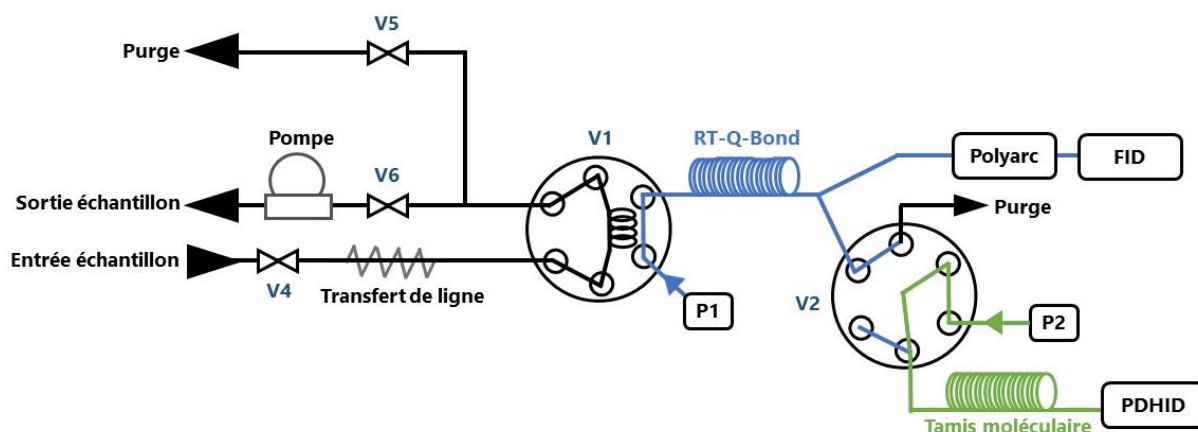 V5
Purge
Pompe
V1
RT-Q-Bond
Polyarc
FID
V6
Sortie échantillon
Purge
Entrée échantillon
V4
Transfert de ligne
P1
V2
P2
PDHID
Tamis moléculaire